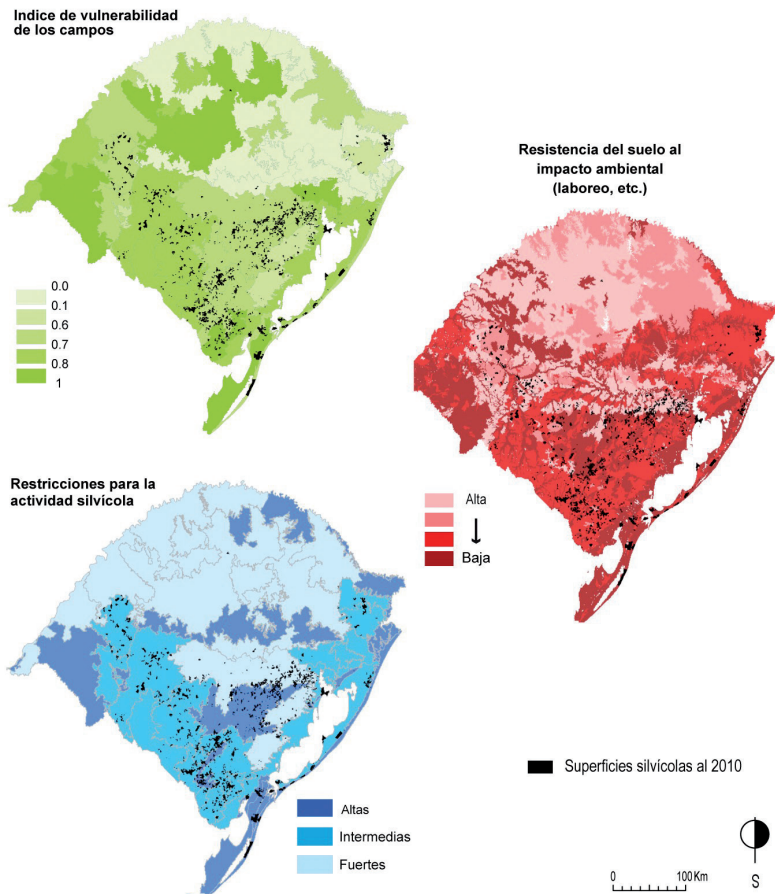 Indice de vulnerabilidad
de los campos
0.0
0.1
0.6
0.7
0.8
1
Resistencia del suelo al
impacto ambiental
(laboreo, etc.)
Alta
Baja
Restricciones para la
actividad silvícola
Altas
Intermedias
Fuertes
Superficies silvícolas al 2010
0 100 Km
S